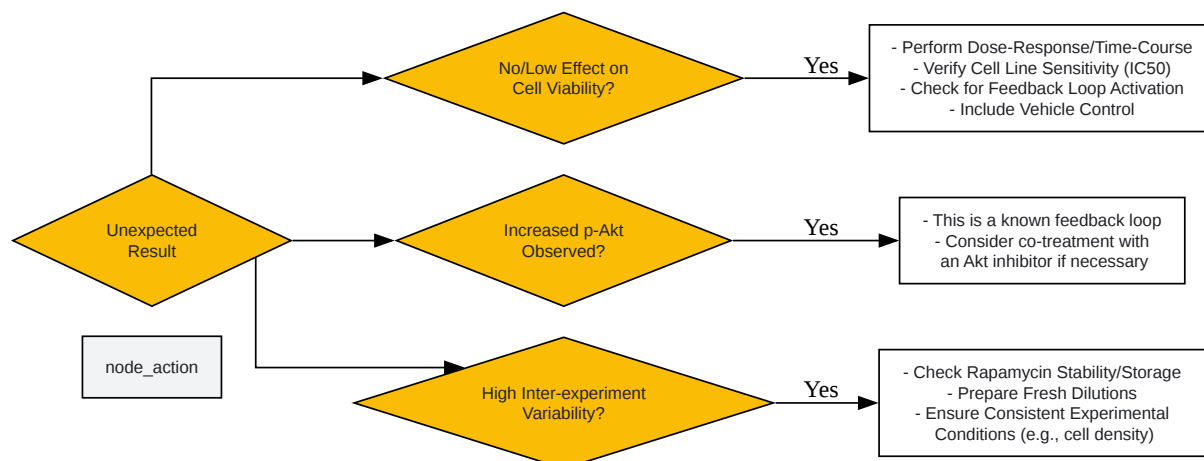 No/Low Effect on
Cell Viability?
Yes
- Perform Dose-Response/Time-Course
- Verify Cell Line Sensitivity (IC50)
- Check for Feedback Loop Activation
- Include Vehicle Control
Unexpected
Result
Increased p-Akt
Observed?
Yes
- This is a known feedback loop
- Consider co-treatment with
an Akt inhibitor if necessary
node_action
High Inter-experiment
Variability?
Yes
- Check Rapamycin Stability/Storage
- Prepare Fresh Dilutions
- Ensure Consistent Experimental
Conditions (e.g., cell density)